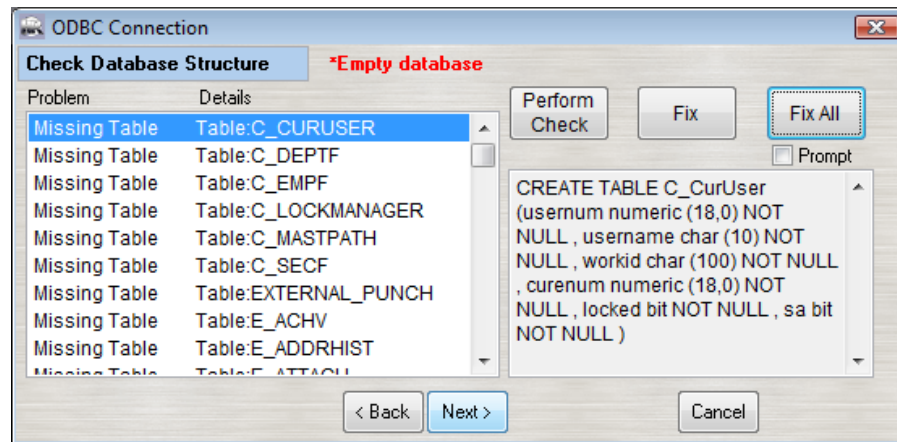 ODBC Connection
Check Database Structure *Empty database
Problem Details
Missing Table Table:C_CURUSER
Missing Table Table:C_DEPTF
Missing Table Table:C_EMPF
Missing Table Table:C_LOCKMANAGER
Missing Table Table:C_MASTPATH
Missing Table Table:C_SECF
Missing Table Table:EXTERNAL_PUNCH
Missing Table Table:E_ACHV
Missing Table Table:E_ADDRHIST
Missing Table Table:E_ATTACH
Perform
Check
Fix
Fix All
Prompt
CREATE TABLE C_CurUser
(usernum numeric (18,0) NOT
NULL , username char (10) NOT
NULL , workid char (100) NOT NULL
, curenum numeric (18,0) NOT
NULL , locked bit NOT NULL , sa bit
NOT NULL )
< Back Next > Cancel